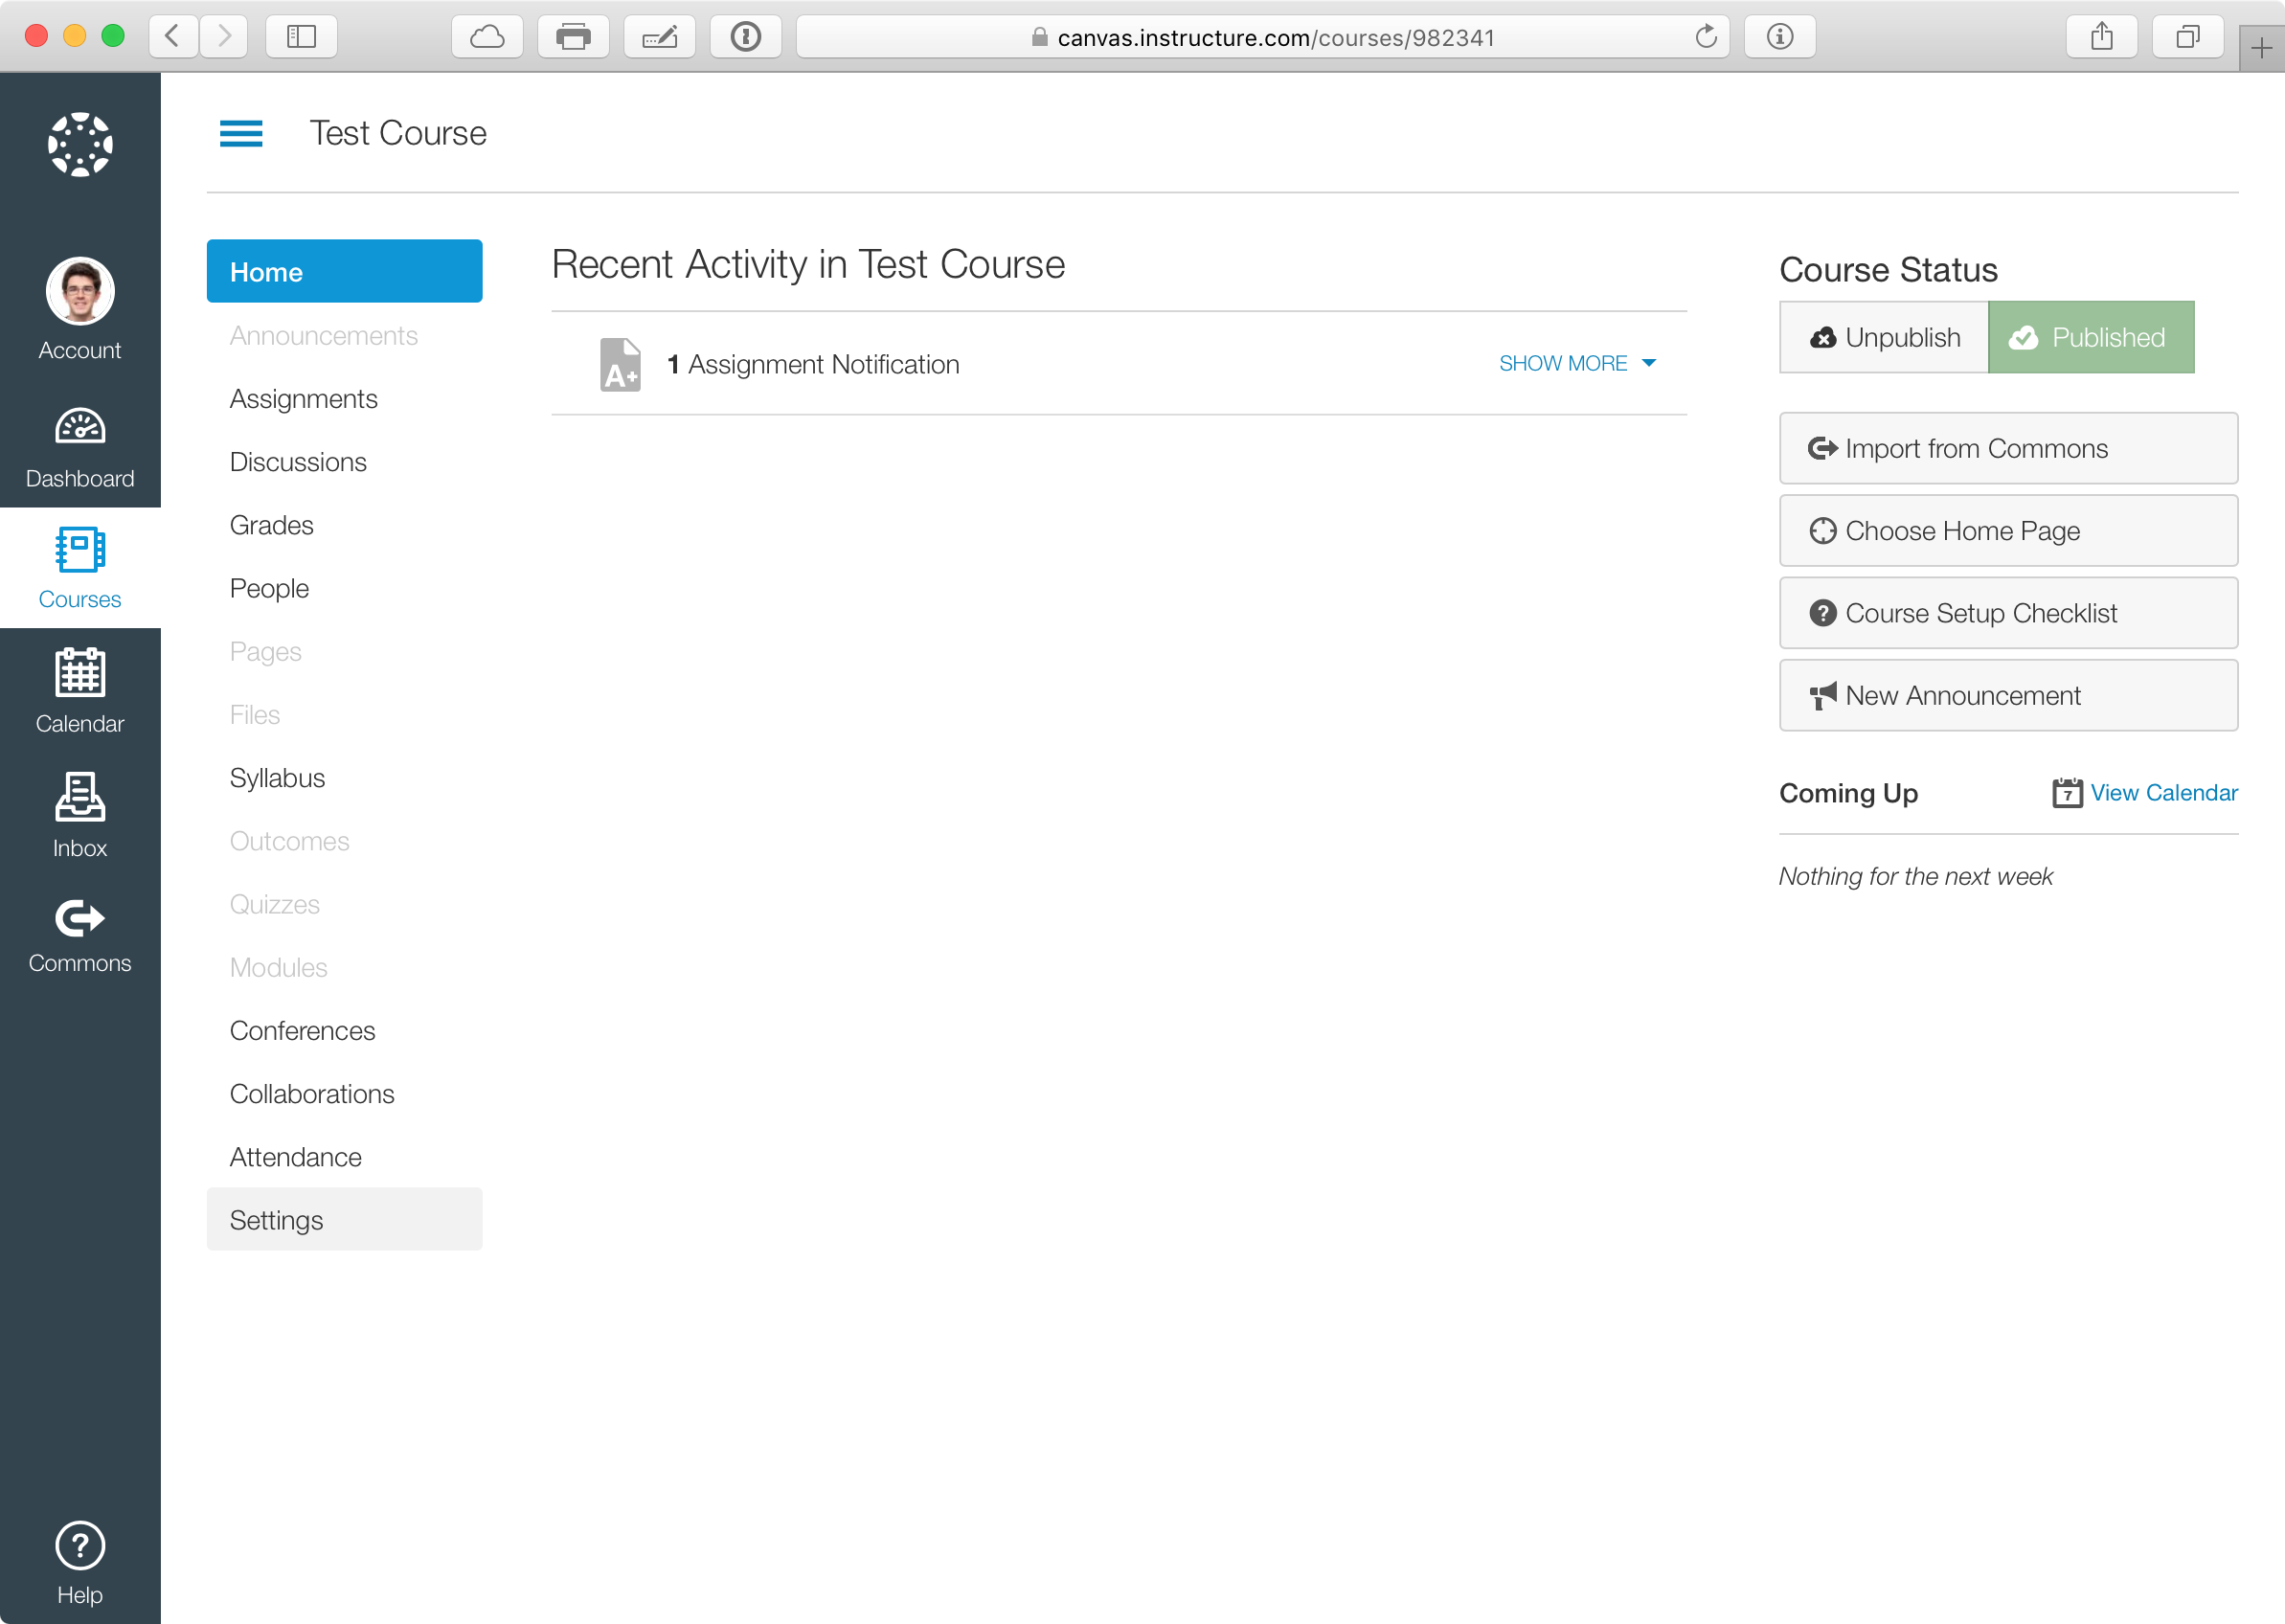 canvas.instructure.com/courses/982341
Test Course
Account
Dashboard
Courses
Calendar
Inbox
Commons
Help
Home
Announcements
Assignments
Discussions
Grades
People
Pages
Files
Syllabus
Outcomes
Quizzes
Modules
Conferences
Collaborations
Attendance
Settings
Recent Activity in Test Course
A+
1 Assignment Notification
SHOW MORE
Course Status
Unpublish
Published
Import from Commons
Choose Home Page
? Course Setup Checklist
New Announcement
Coming Up
7 View Calendar
Nothing for the next week